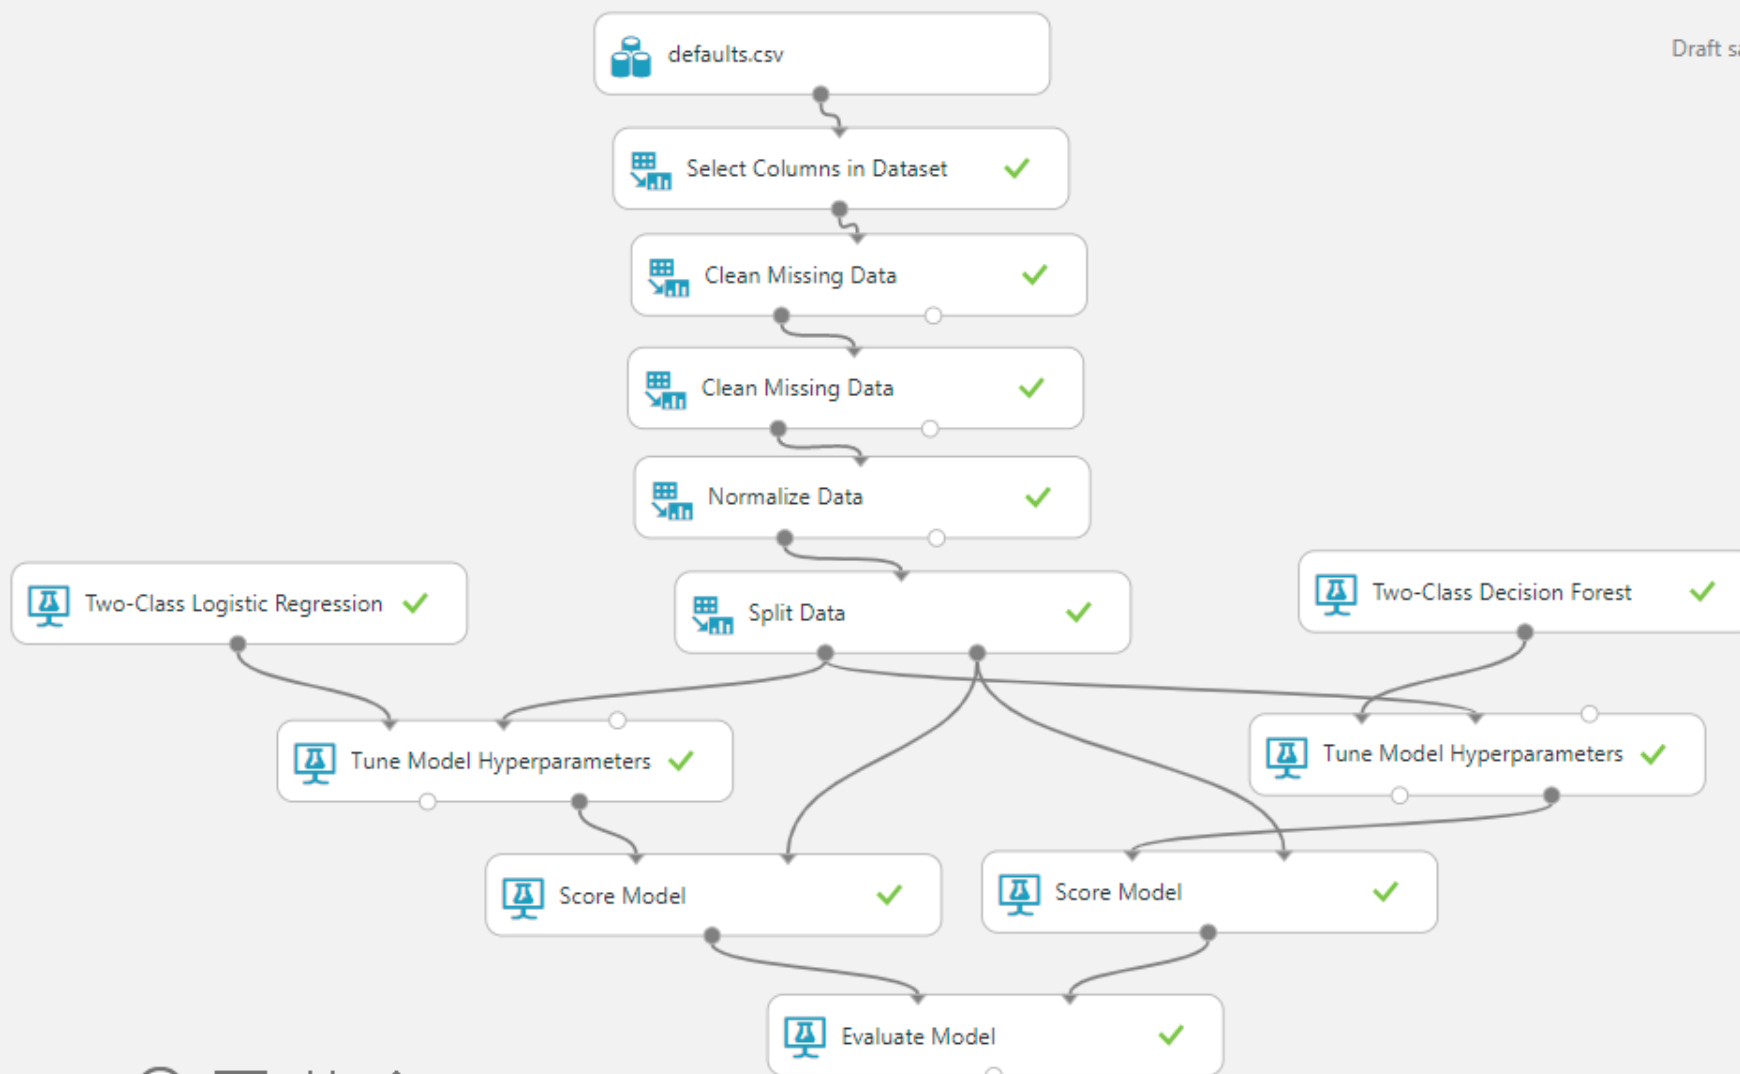 defaults.csv
Draft
Select Columns in Dataset
Clean Missing Data
Clean Missing Data
Normalize Data
Two-Class Logistic Regression
Split Data
Two-Class Decision Forest
Tune Model Hyperparameters
Tune Model Hyperparameters
Score Model
Score Model
Evaluate Model